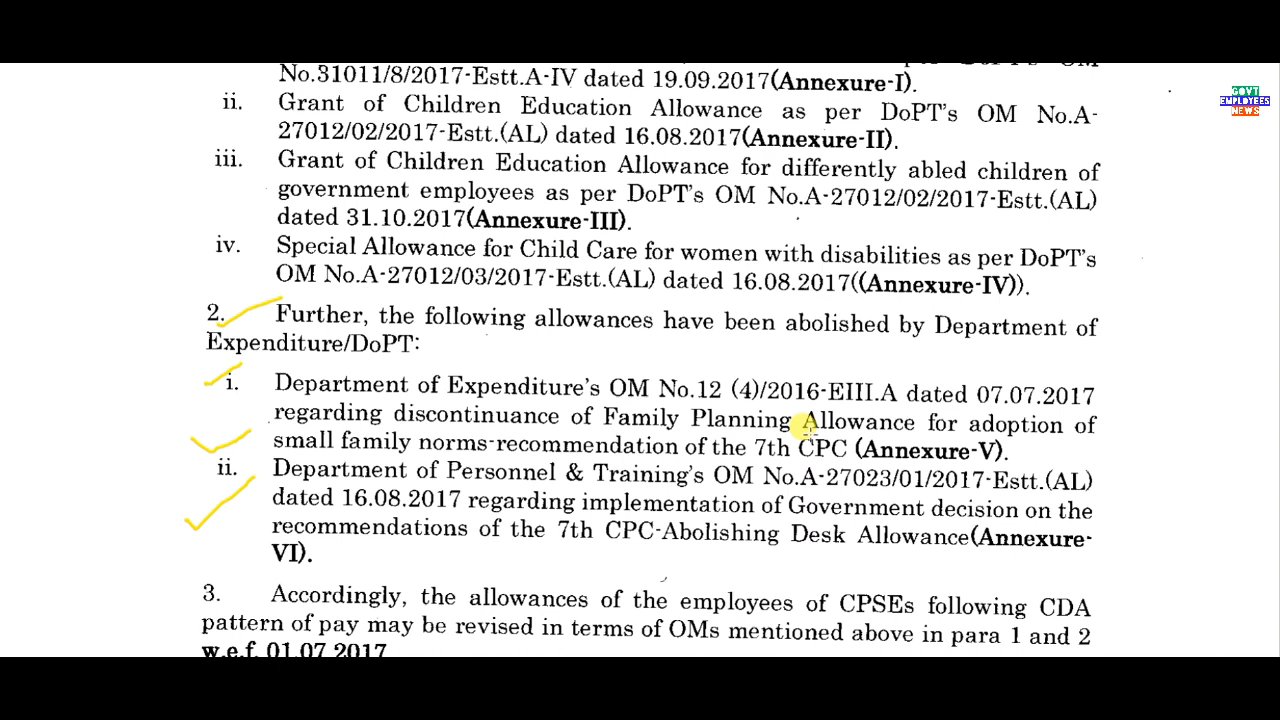 No.31011/8/2017-Estt.A-IV dated 19.09.2017(Annexure-I).
ii. Grant of Children Education Allowance as per DoPT's OM No.A-
27012/02/2017-Estt.(AL) dated 16.08.2017(Annexure-II).
iii. Grant of Children Education Allowance for differently abled children of
government employees as per DoPT's OM No.A-27012/02/2017-Estt.(AL)
dated 31.10.2017(Annexure-III).
iv. Special Allowance for Child Care for women with disabilities as per DoPT's
OM No.A-27012/03/2017-Estt.(AL) dated 16.08.2017((Annexure-IV)).
2. Further, the following allowances have been abolished by Department of
Expenditure/DoPT:
i. Department of Expenditure's OM No.12 (4)/2016-EIII.A dated 07.07.2017
regarding discontinuance of Family Planning Allowance for adoption of
small family norms-recommendation of the 7th CPC (Annexure-V).
ii. Department of Personnel & Training's OM No.A-27023/01/2017-Estt.(AL)
dated 16.08.2017 regarding implementation of Government decision on the
recommendations of the 7th CPC-Abolishing Desk Allowance(Annexure-
VI).
3. Accordingly, the allowances of the employees of CPSEs following CDA
pattern of pay may be revised in terms of OMs mentioned above in para 1 and 2
w.e.f. 01.07.2017
GOVT
EMPLOYEES
NEWS